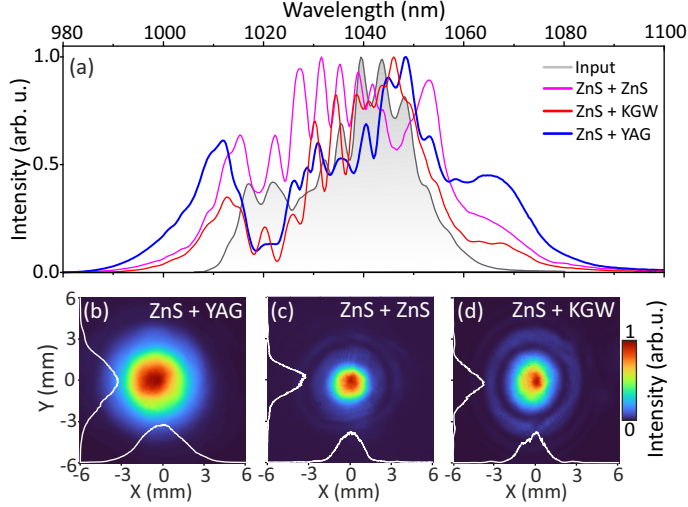 Wavelength (nm)
980 1000 1020 1040 1060 1080 1100
Intensity (arb. u.)
1.0
0.5
0.0
(a)
Input
ZnS + ZnS
ZnS + KGW
ZnS + YAG
(b) ZnS + YAG
(c) ZnS + ZnS
(d) ZnS + KGW
Y (mm)
6
3
0
-3
-6
-6 -3 0 3 6
X (mm)
-6 -3 0 3 6
X (mm)
-6 -3 0 3 6
X (mm)
1
0
Intensity (arb.u.)